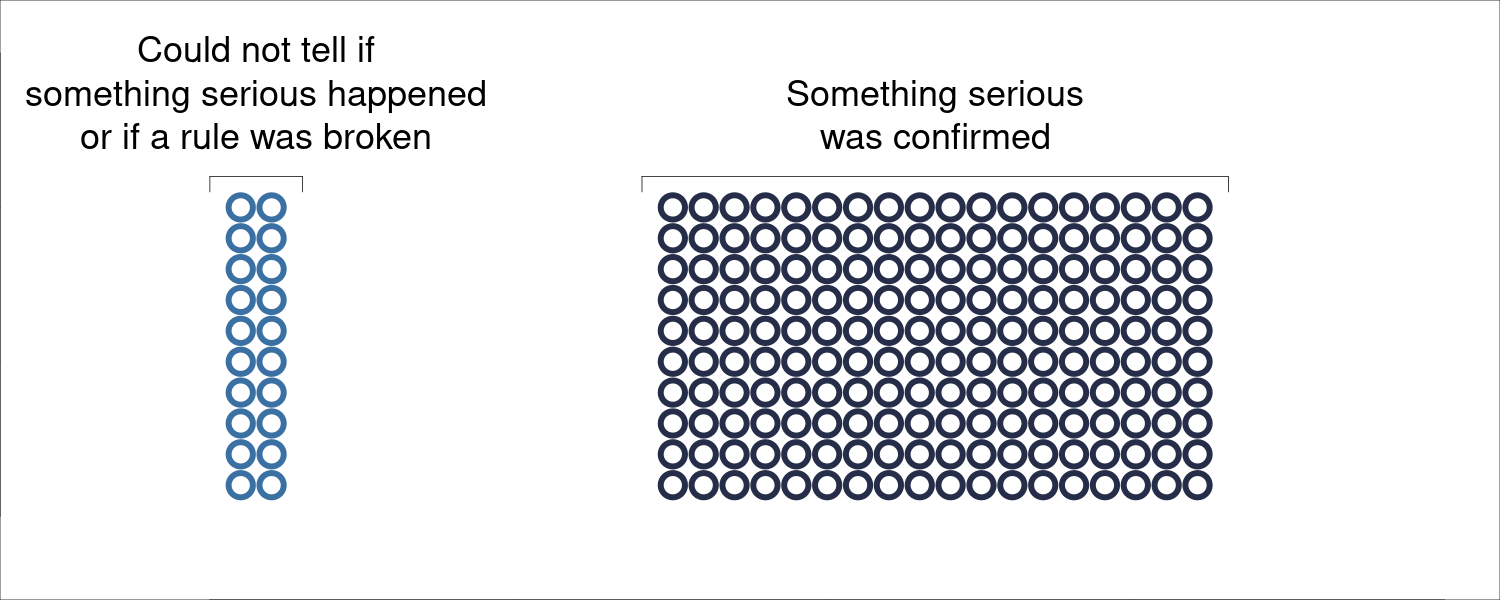 Could not tell if
something serious happened
or if a rule was broken
Something serious
was confirmed